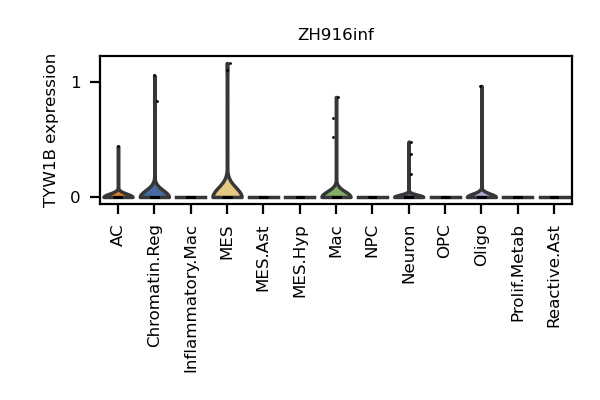 ZH916inf
TYW1B expression
1
0
AC
Chromatin.Reg
Inflammatory.Mac
MES
MES.Ast
MES.Hyp
Mac
NPC
Neuron
OPC
Oligo
Prolif.Metab
Reactive.Ast